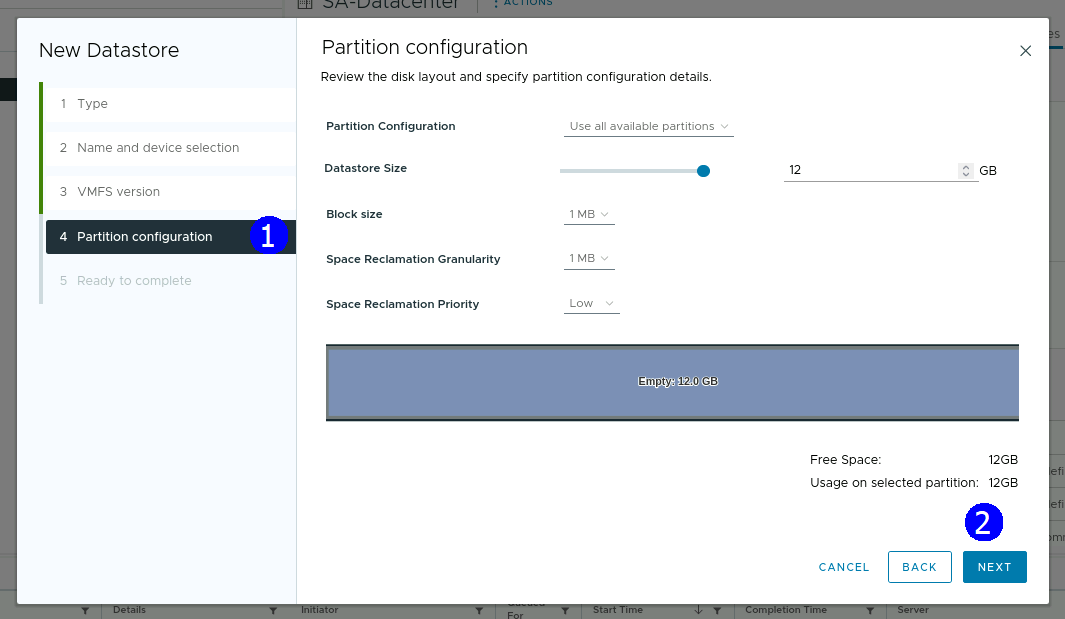 SA-Datacenter
ACTIONS
New Datastore
1 Type
2 Name and device selection
3 VMFS version
4 Partition configuration
1
5 Ready to complete
Partition configuration
Review the disk layout and specify partition configuration details.
Partition Configuration Use all available partitions
Datastore Size 12 GB
Block size 1 MB
Space Reclamation Granularity 1 MB
Space Reclamation Priority Low
Empty: 12.0 GB
Free Space: 12GB
Usage on selected partition: 12GB
2
CANCEL BACK NEXT
Details Initiator Queued For Start Time Completion Time Server